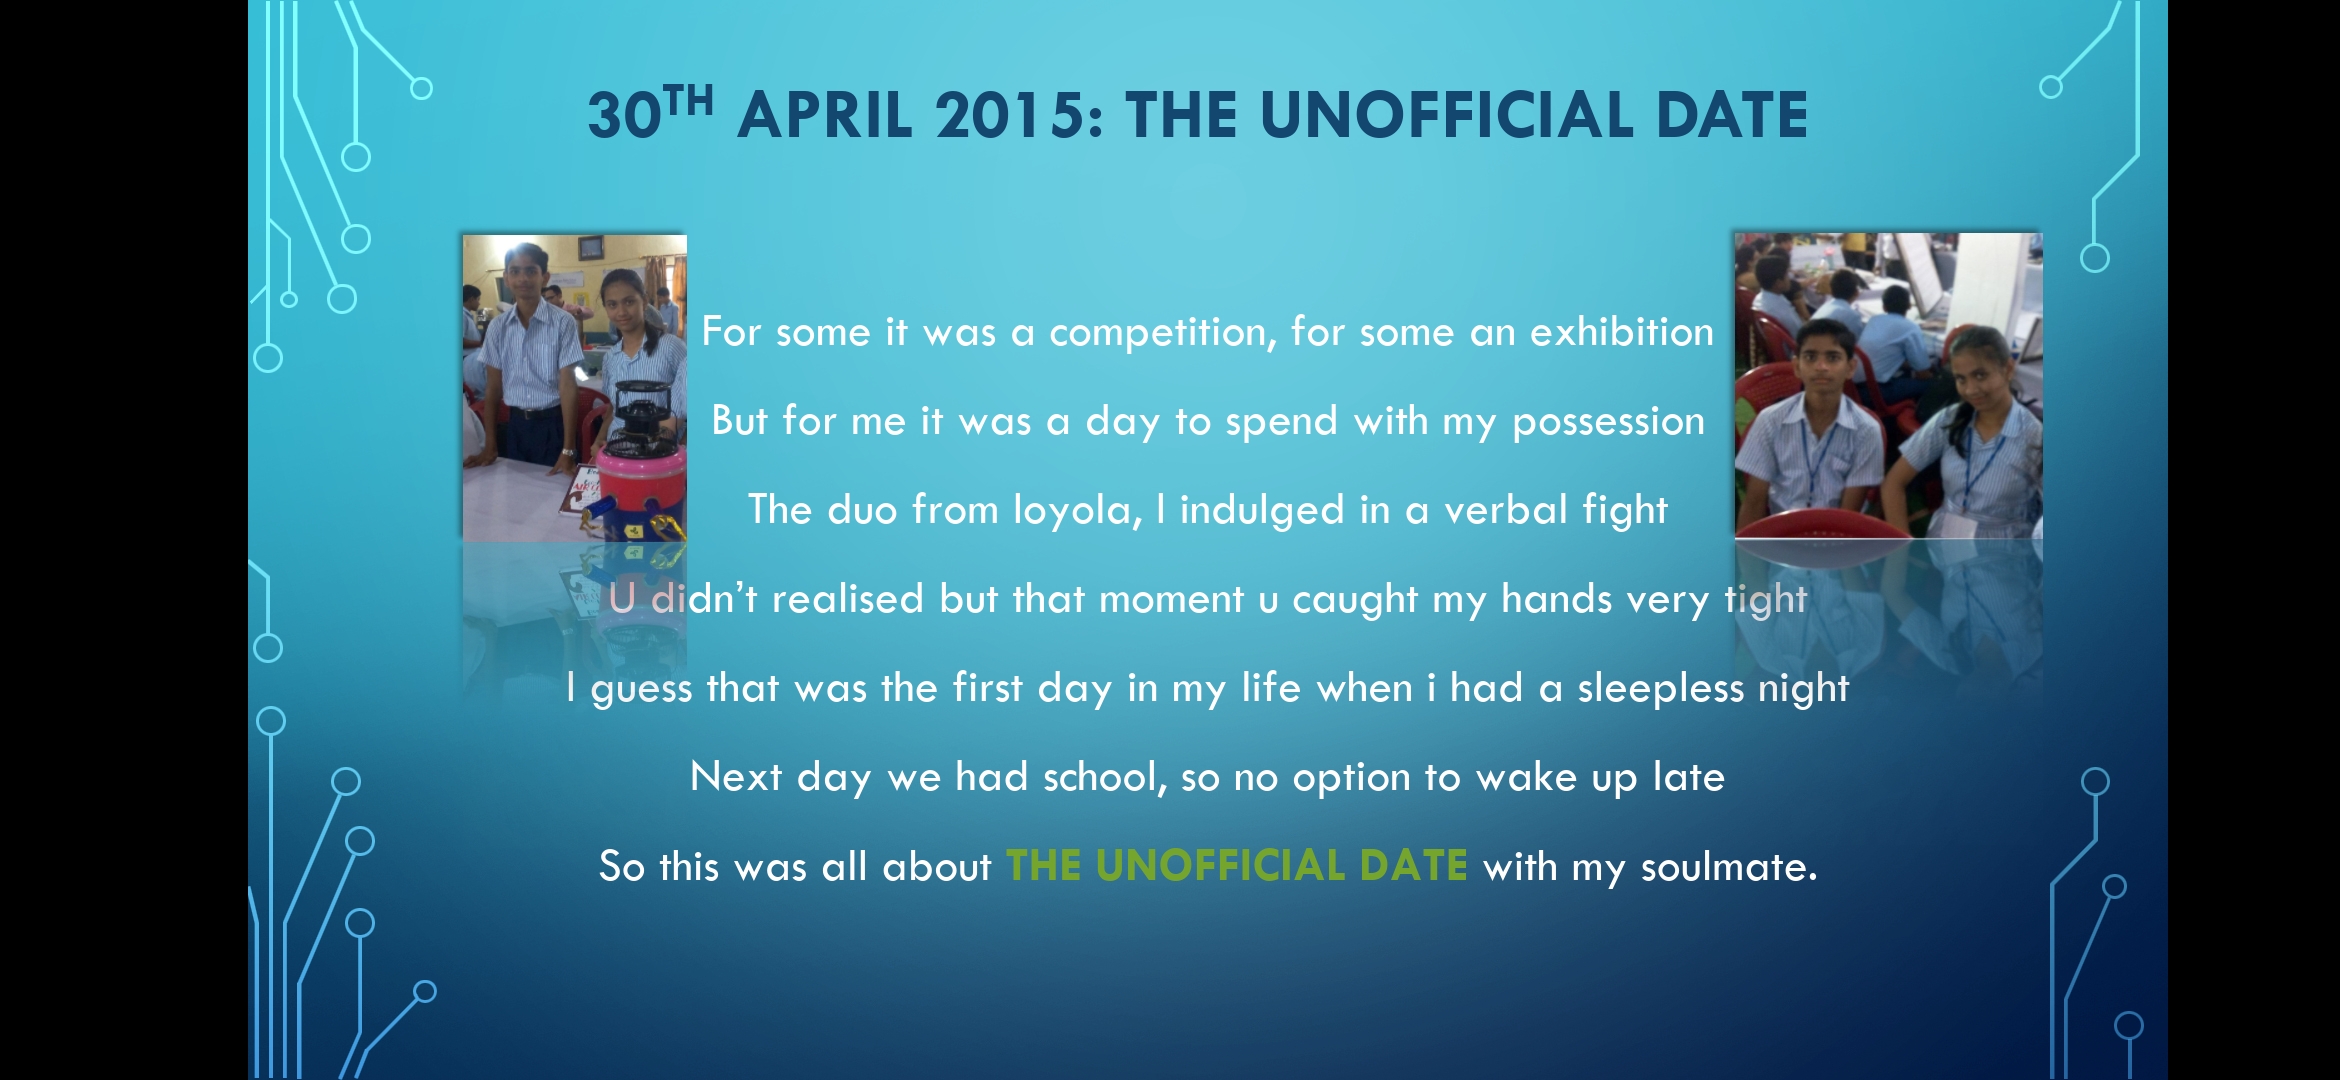 30TH APRIL 2015: THE UNOFFICIAL DATE
For some it was a competition, for some an exhibition
But for me it was a day to spend with my possession
The duo from loyola, I indulged in a verbal fight
U didn’t realised but that moment u caught my hands very tight
I guess that was the first day in my life when i had a sleepless night
Next day we had school, so no option to wake up late
So this was all about THE UNOFFICIAL DATE with my soulmate.